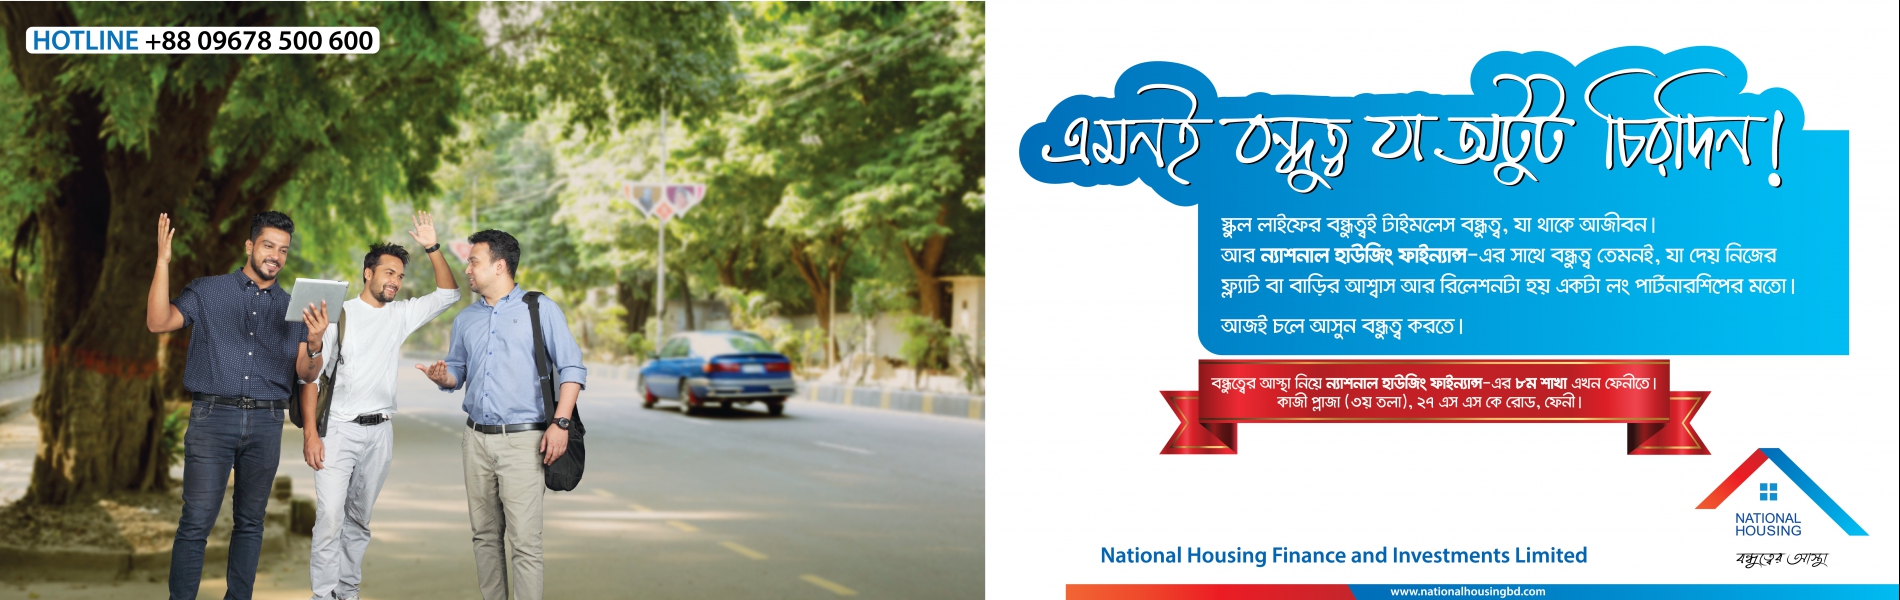 HOTLINE +88 09678 500 600
এমনই বন্ধুত্ব যা অটুট চিরদিন!
স্কুল লাইফের বন্ধুত্বই টাইমলেস বন্ধুত্ব, যা থাকে আজীবন।
আর ন্যাশনাল হাউজিং ফাইন্যান্স-এর সাথে বন্ধুত্ব তেমনই, যা দেয় নিজের
ফ্ল্যাট বা বাড়ির আশ্বাস আর রিলেশনটা হয় একটা লং পার্টনারশিপের মতো।
আজই চলে আসুন বন্ধুত্ব করতে।
বন্ধুত্বের আস্থা নিয়ে ন্যাশনাল হাউজিং ফাইন্যান্স-এর ৮ম শাখা এখন ফেনীতে।
কাজী প্লাজা (৩য় তলা), ২৭ এস এস কে রোড, ফেনী।
NATIONAL
HOUSING
বন্ধুত্বের আস্থা
National Housing Finance and Investments Limited
www.nationalhousingbd.com